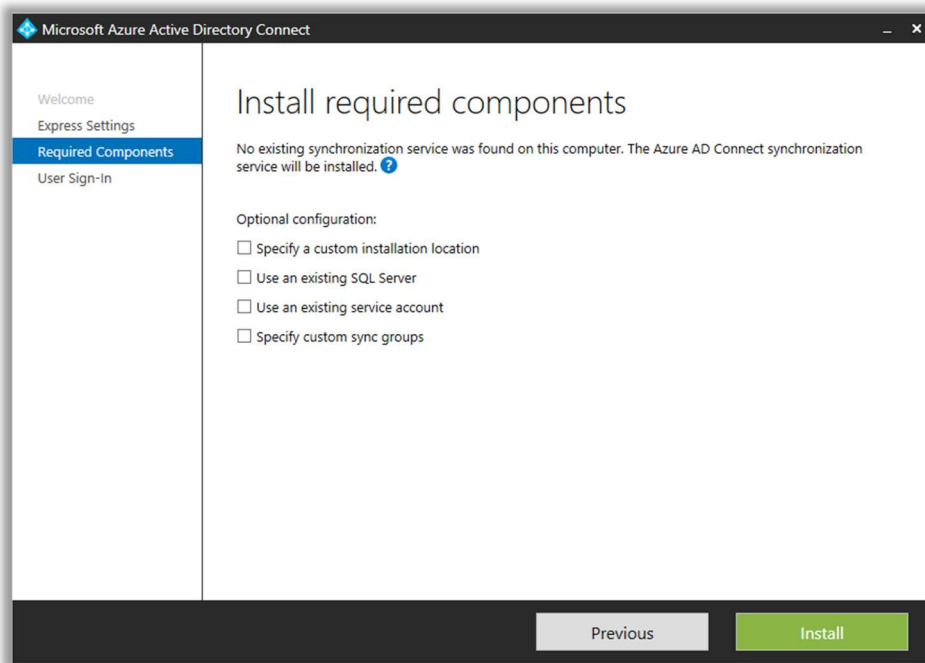 Microsoft Azure Active Directory Connect
Welcome
Express Settings
Required Components
User Sign-In
Install required components
No existing synchronization service was found on this computer. The Azure AD Connect synchronization
service will be installed. ?
Optional configuration:
Specify a custom installation location
Use an existing SQL Server
Use an existing service account
Specify custom sync groups
Previous
Install